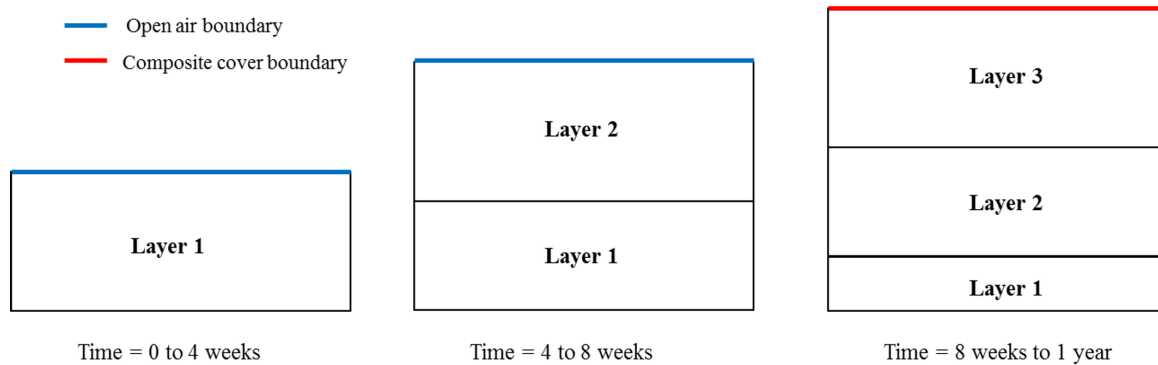 Open air boundary
Composite cover boundary
Layer 1
Time = 0 to 4 weeks
Layer 2
Layer 1
Time = 4 to 8 weeks
Layer 3
Layer 2
Layer 1
Time = 8 weeks to 1 year